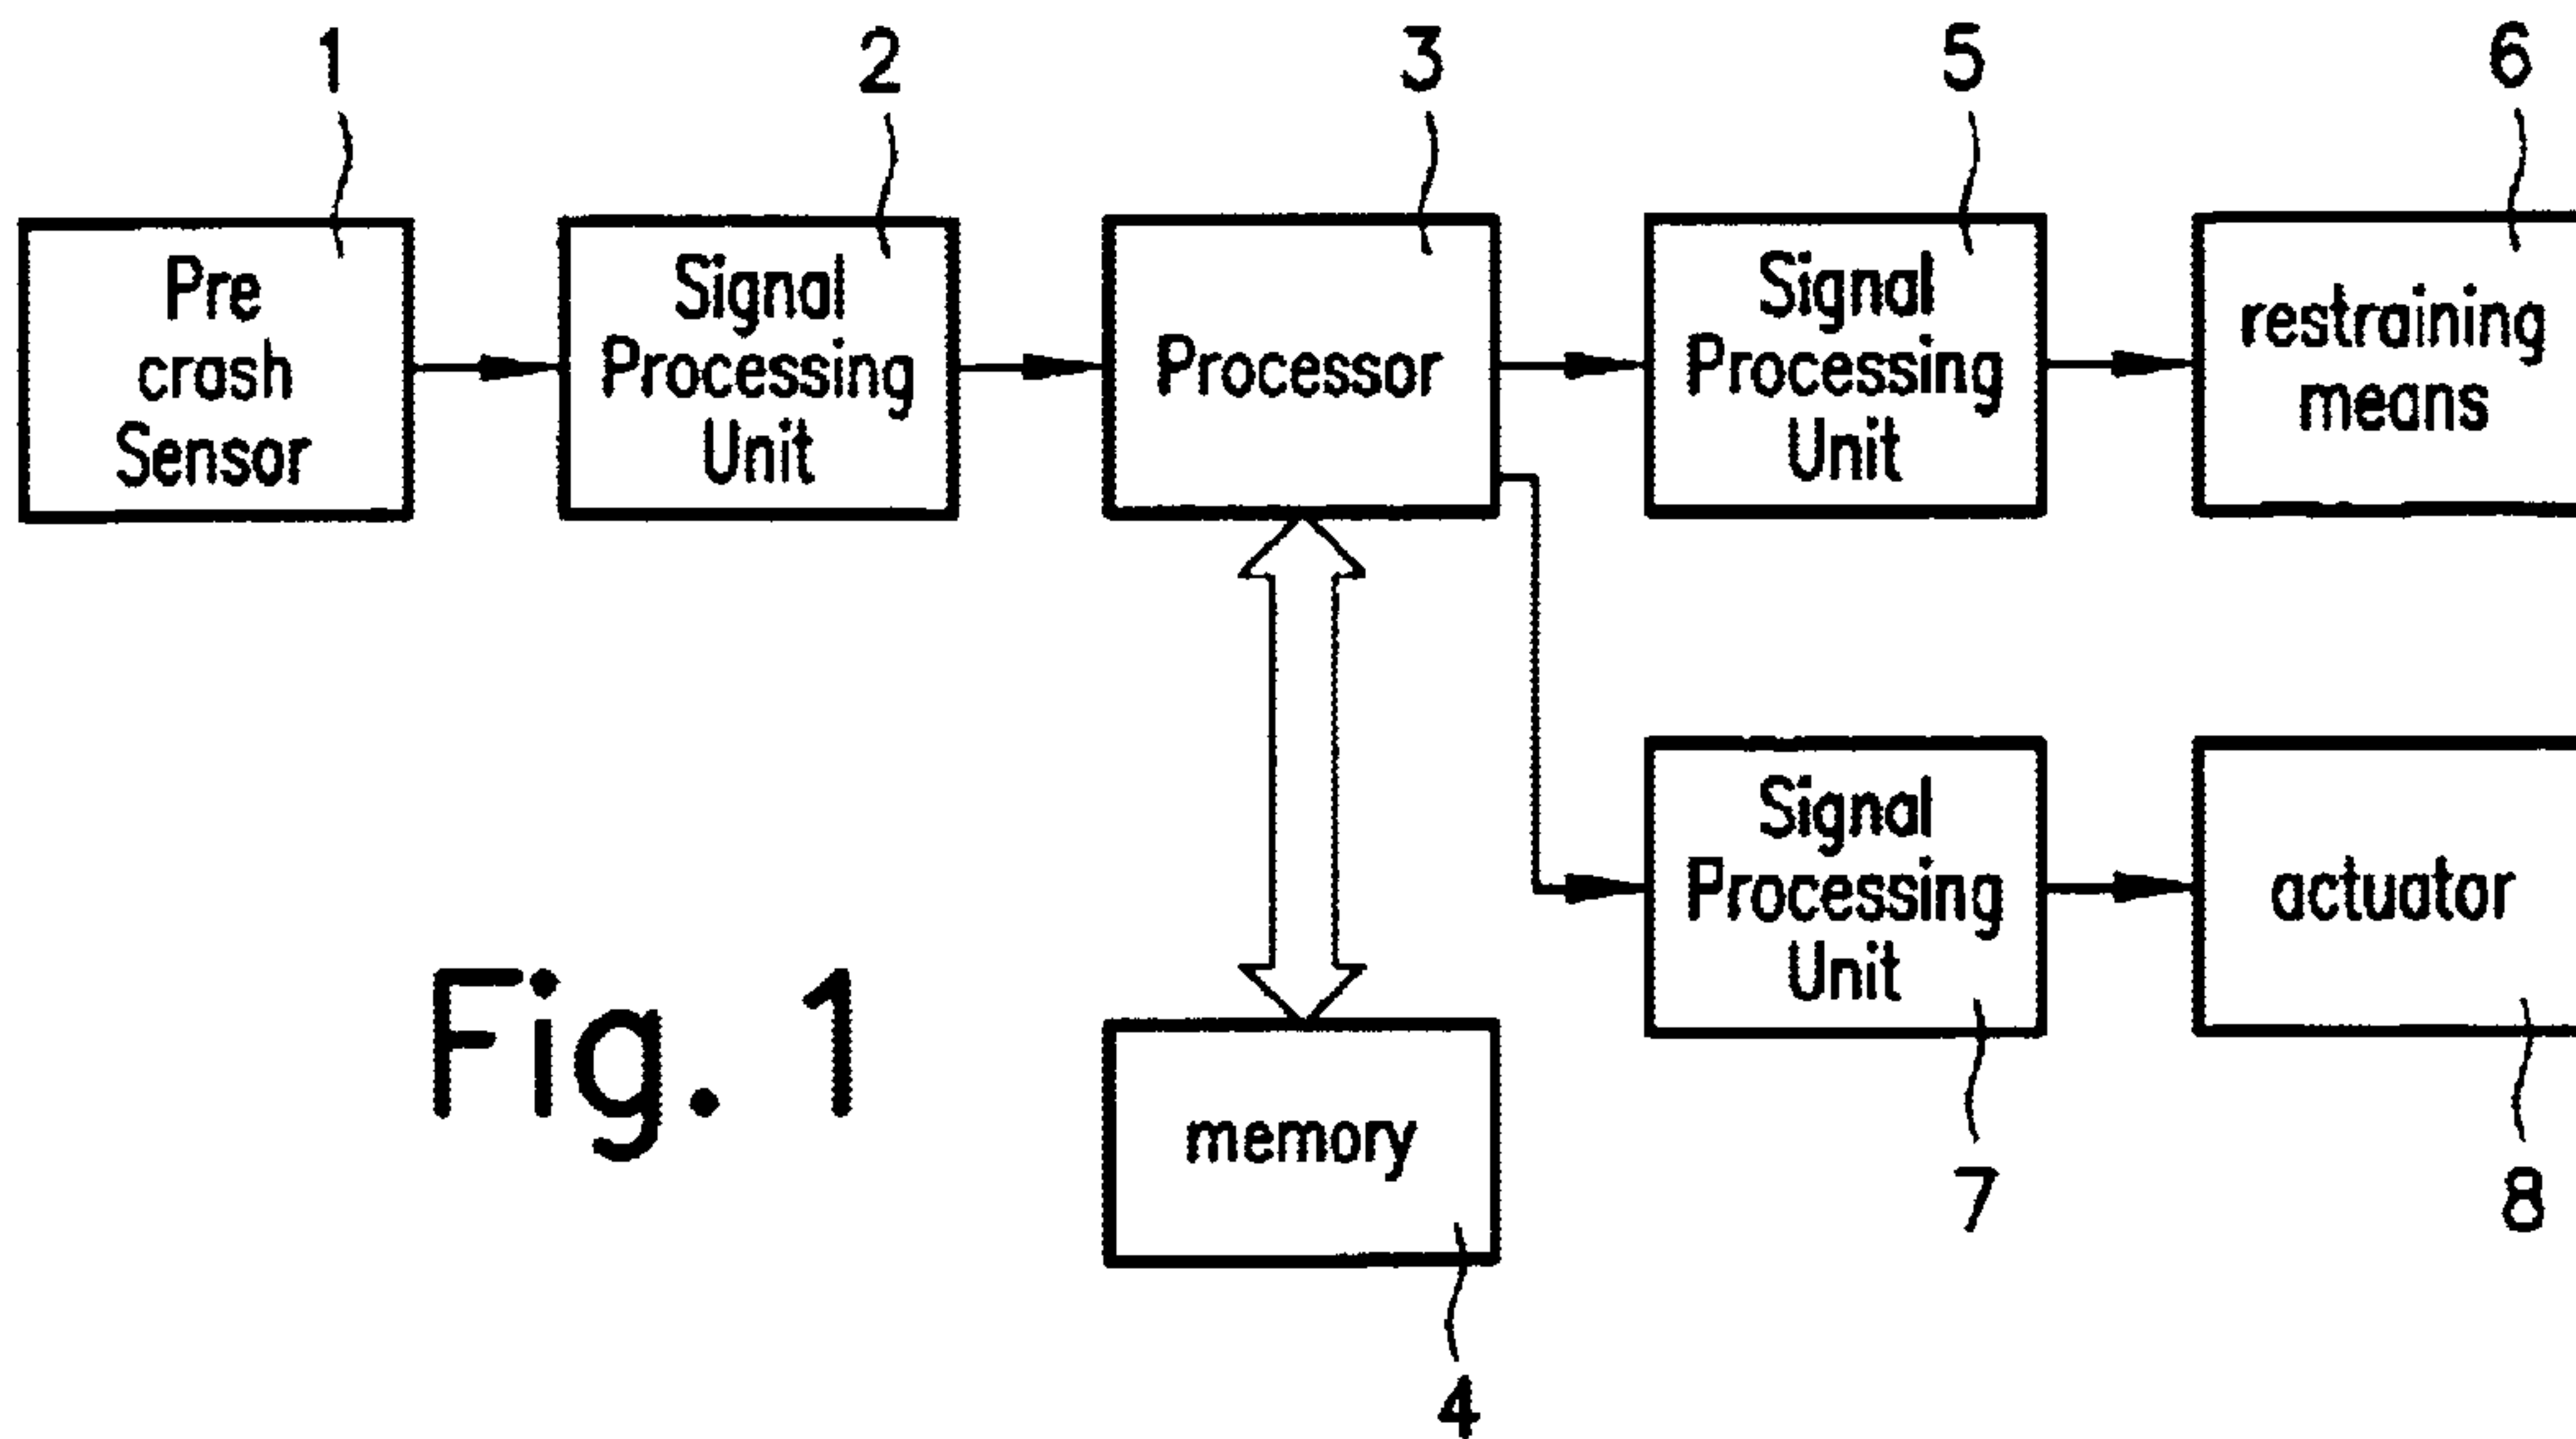 1
2
3
5
6
Pre
crash
Sensor
Signal
Processing
Unit
Processor
Signal
Processing
Unit
restraining
means
Signal
Processing
Unit
actuator
memory
7
8
4
Fig. 1